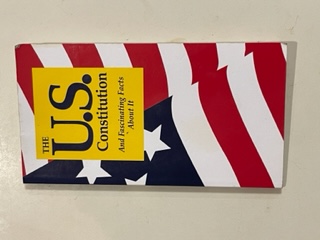 THE
U.S.
Constitution
And Fascinating Facts
About It